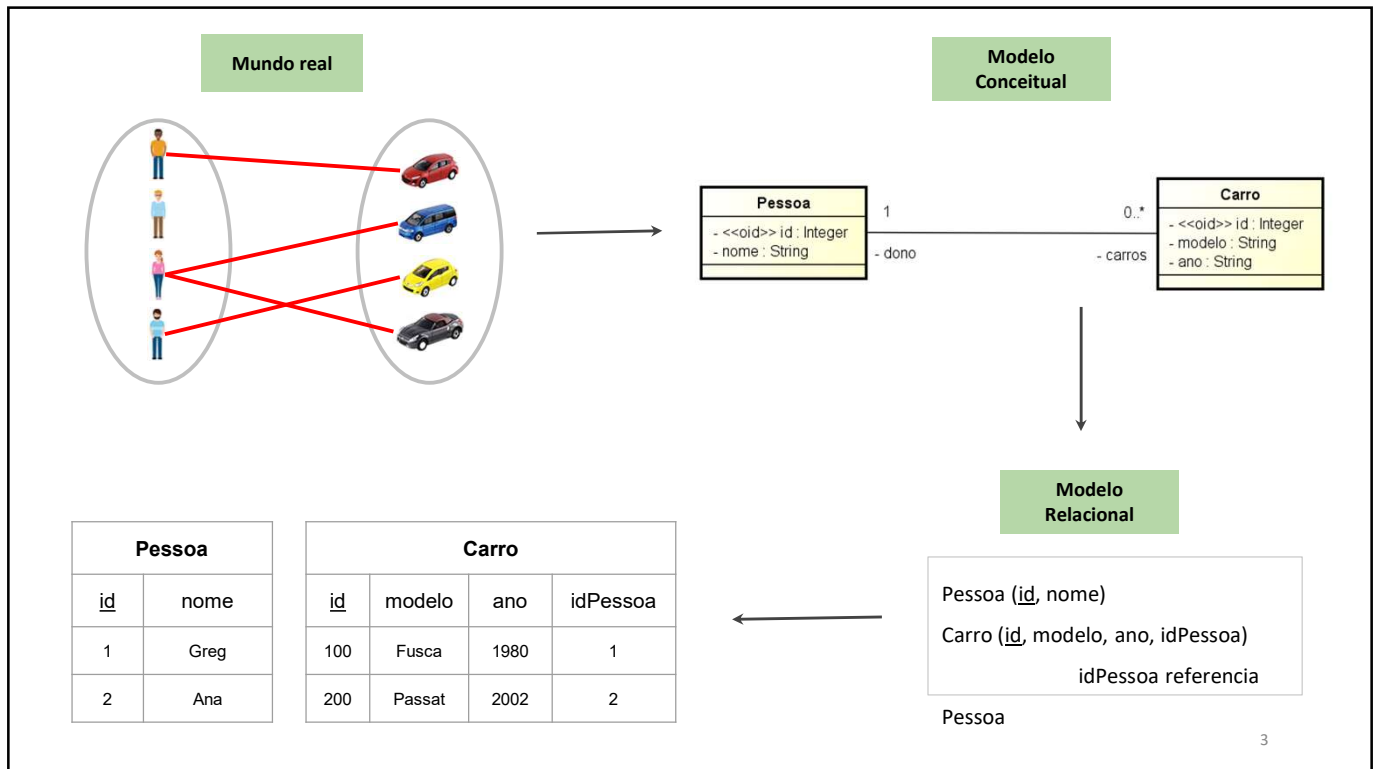 Mundo real
Modelo
Conceitual
Pessoa
- <<oid>> id : Integer
- nome : String
1
- dono
0..*
- carros
Carro
- <<oid>> id : Integer
- modelo : String
- ano : String
Modelo
Relacional
Pessoa (id, nome)
Carro (id, modelo, ano, idPessoa)
idPessoa referencia
Pessoa
Pessoa
id nome
1 Greg
2 Ana
Carro
id modelo ano idPessoa
100 Fusca 1980 1
200 Passat 2002 2
3